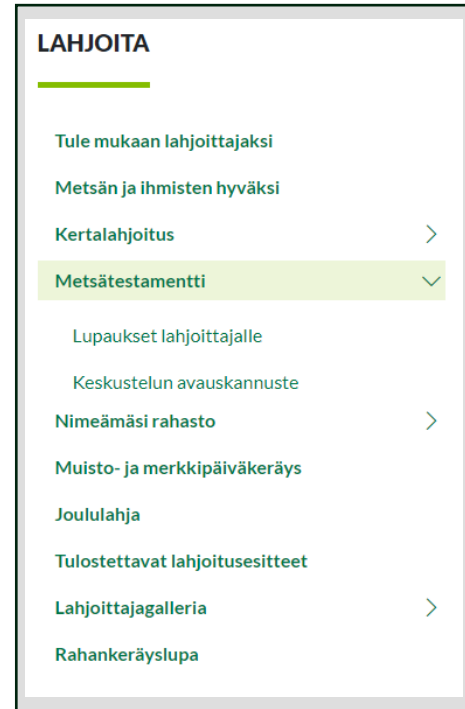 LAHJOITA
Tule mukaan lahjoittajaksi
Metsän ja ihmisten hyväksi
Kertalahjoitus
Metsätestamentti
Lupaukset lahjoittajalle
Keskustelun avauskannuste
Nimeämäsi rahasto
Muisto- ja merkkipäiväkeräys
Joululahja
Tulostettavat lahjoitusesitteet
Lahjoittajagalleria
Rahankeräyslupa